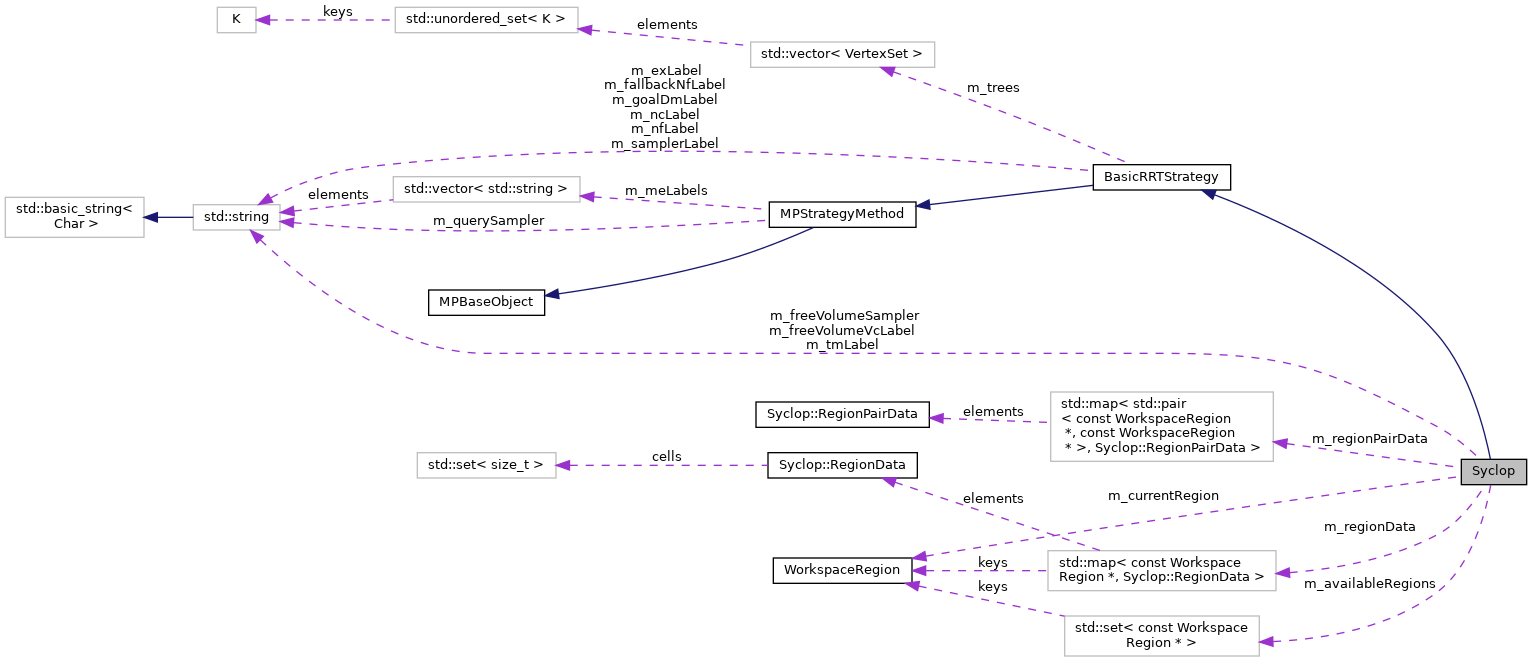 K
keys
std::unordered_set< K >
elements
std::vector< VertexSet >
m_trees
m_exLabel
m_fallbackNfLabel
m_goalDmLabel
m_ncLabel
m_nfLabel
m_samplerLabel
BasicRRTStrategy
std::basic_string<
Char >
std::string
elements
std::vector< std::string >
m_meLabels
m_querySampler
MPStrategyMethod
MPBaseObject
m_freeVolumeSampler
m_freeVolumeVcLabel
m_tmLabel
Syclop::RegionPairData
elements
std::map< std::pair
< const WorkspaceRegion
*, const WorkspaceRegion
* >, Syclop::RegionPairData >
m_regionPairData
Syclop
std::set< size_t >
cells
Syclop::RegionData
elements
m_currentRegion
m_regionData
WorkspaceRegion
keys
std::map< const Workspace
Region *, Syclop::RegionData >
keys
m_availableRegions
std::set< const Workspace
Region * >